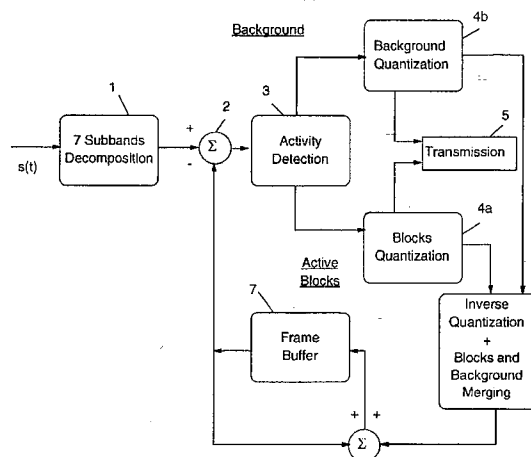 Background
4b
Background
Quantization
1
2
3
5
7 Subbands
Decomposition
+
-
Σ
Activity
Detection
Transmission
s(t)
4a
Blocks
Quantization
Active
Blocks
7
Frame
Buffer
Inverse
Quantization
+
Blocks and
Background
Merging
+ +
Σ